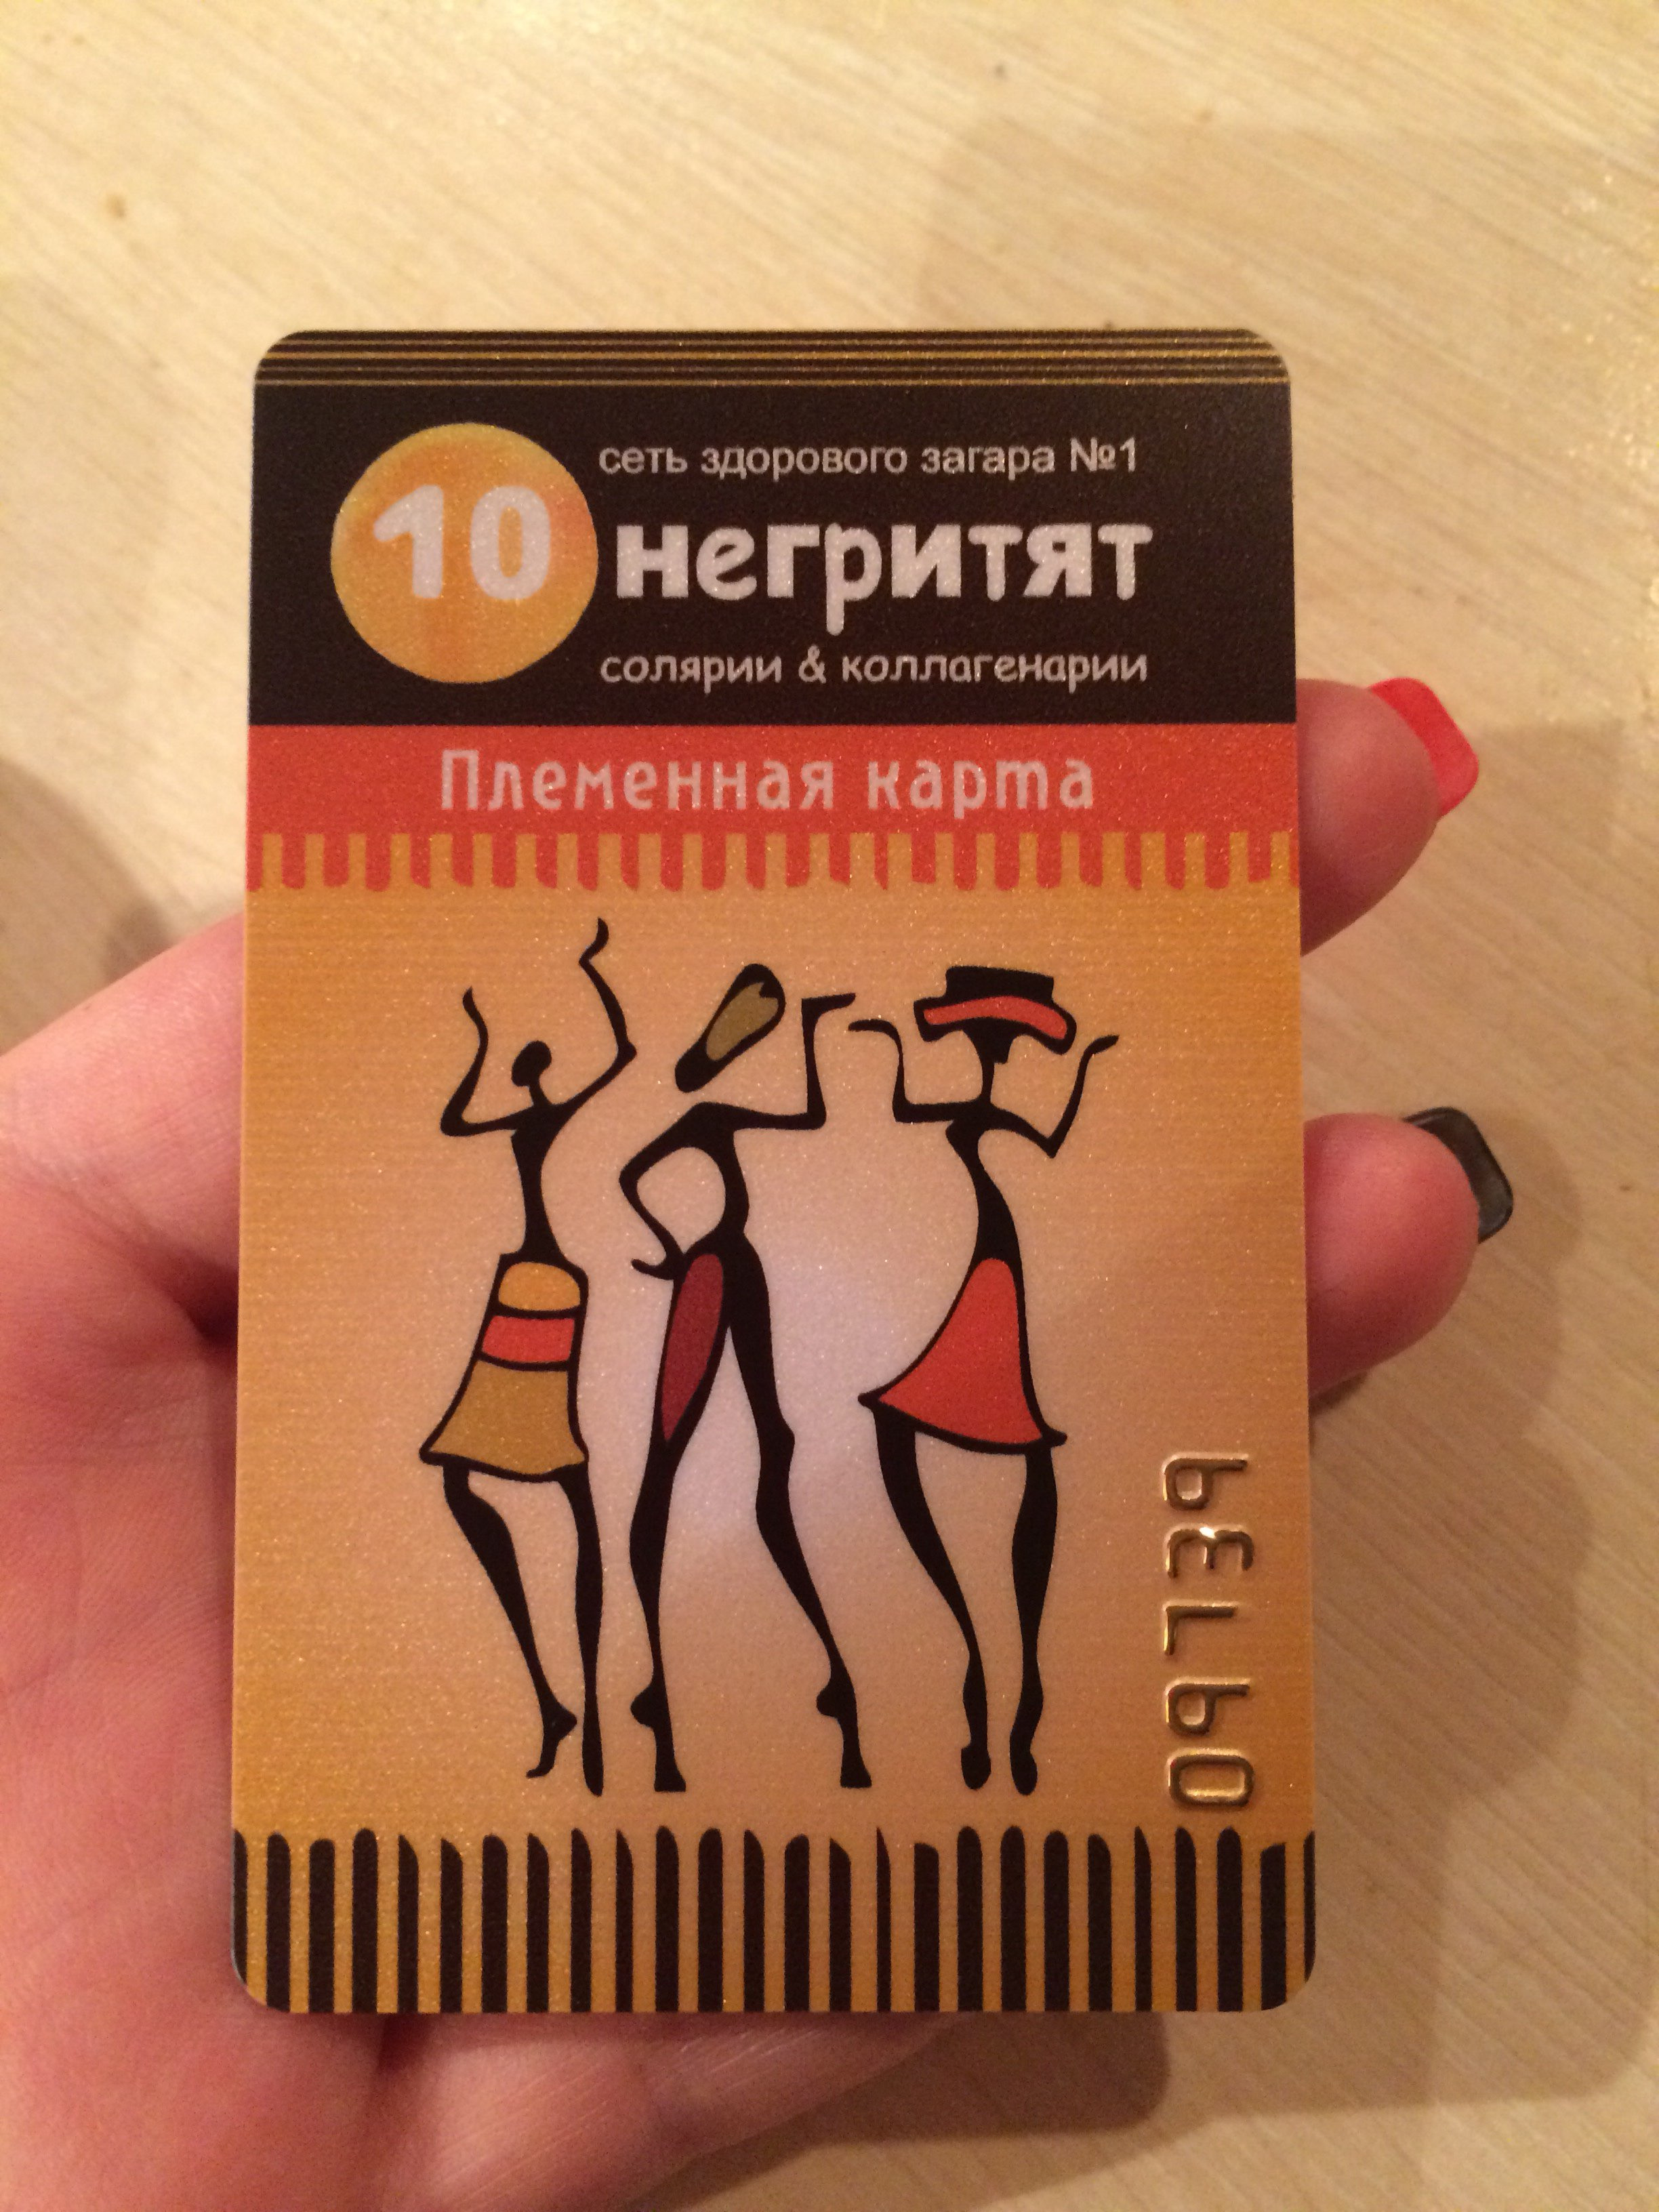 сеть здорового загара №1
10 негритят
солярии & коллагенарии
Племенная карта
09739